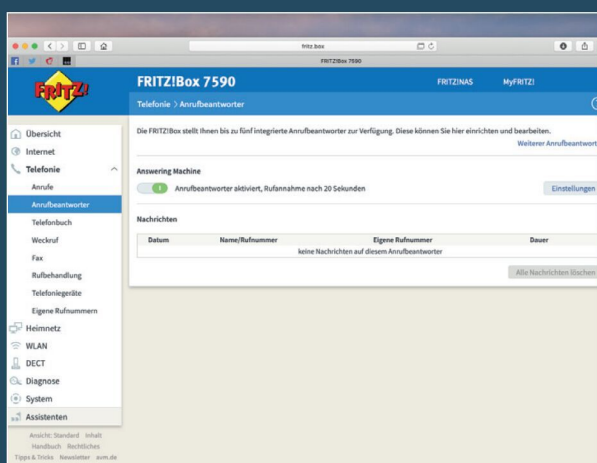 fritz.box
FRITZ!Box 7590
FRITZ!
FRITZ!Box 7590
FRITZ!NAS
MyFRITZ!
Telefonie > Anrufbeantworter
Übersicht
Internet
Telefonie
Anrufe
Anrufbeantworter
Telefonbuch
Weckruf
Fax
Rufbehandlung
Telefoniegeräte
Eigene Rufnummern
Heimnetz
WLAN
DECT
Diagnose
System
Assistenten
Ansicht: Standard Inhalt
Handbuch Rechtliches
Tipps & Tricks Newsletter avm.de
Die FRITZ!Box stellt Ihnen bis zu fünf integrierte Anrufbeantworter zur Verfügung. Diese können Sie hier einrichten und bearbeiten.
Weiterer Anrufbeantwort
Answering Machine
Anrufbeantworter aktiviert, Rufannahme nach 20 Sekunden
Einstellungen
Nachrichten
Datum Name/Rufnummer Eigene Rufnummer Dauer
keine Nachrichten auf diesem Anrufbeantworter
Alle Nachrichten löschen